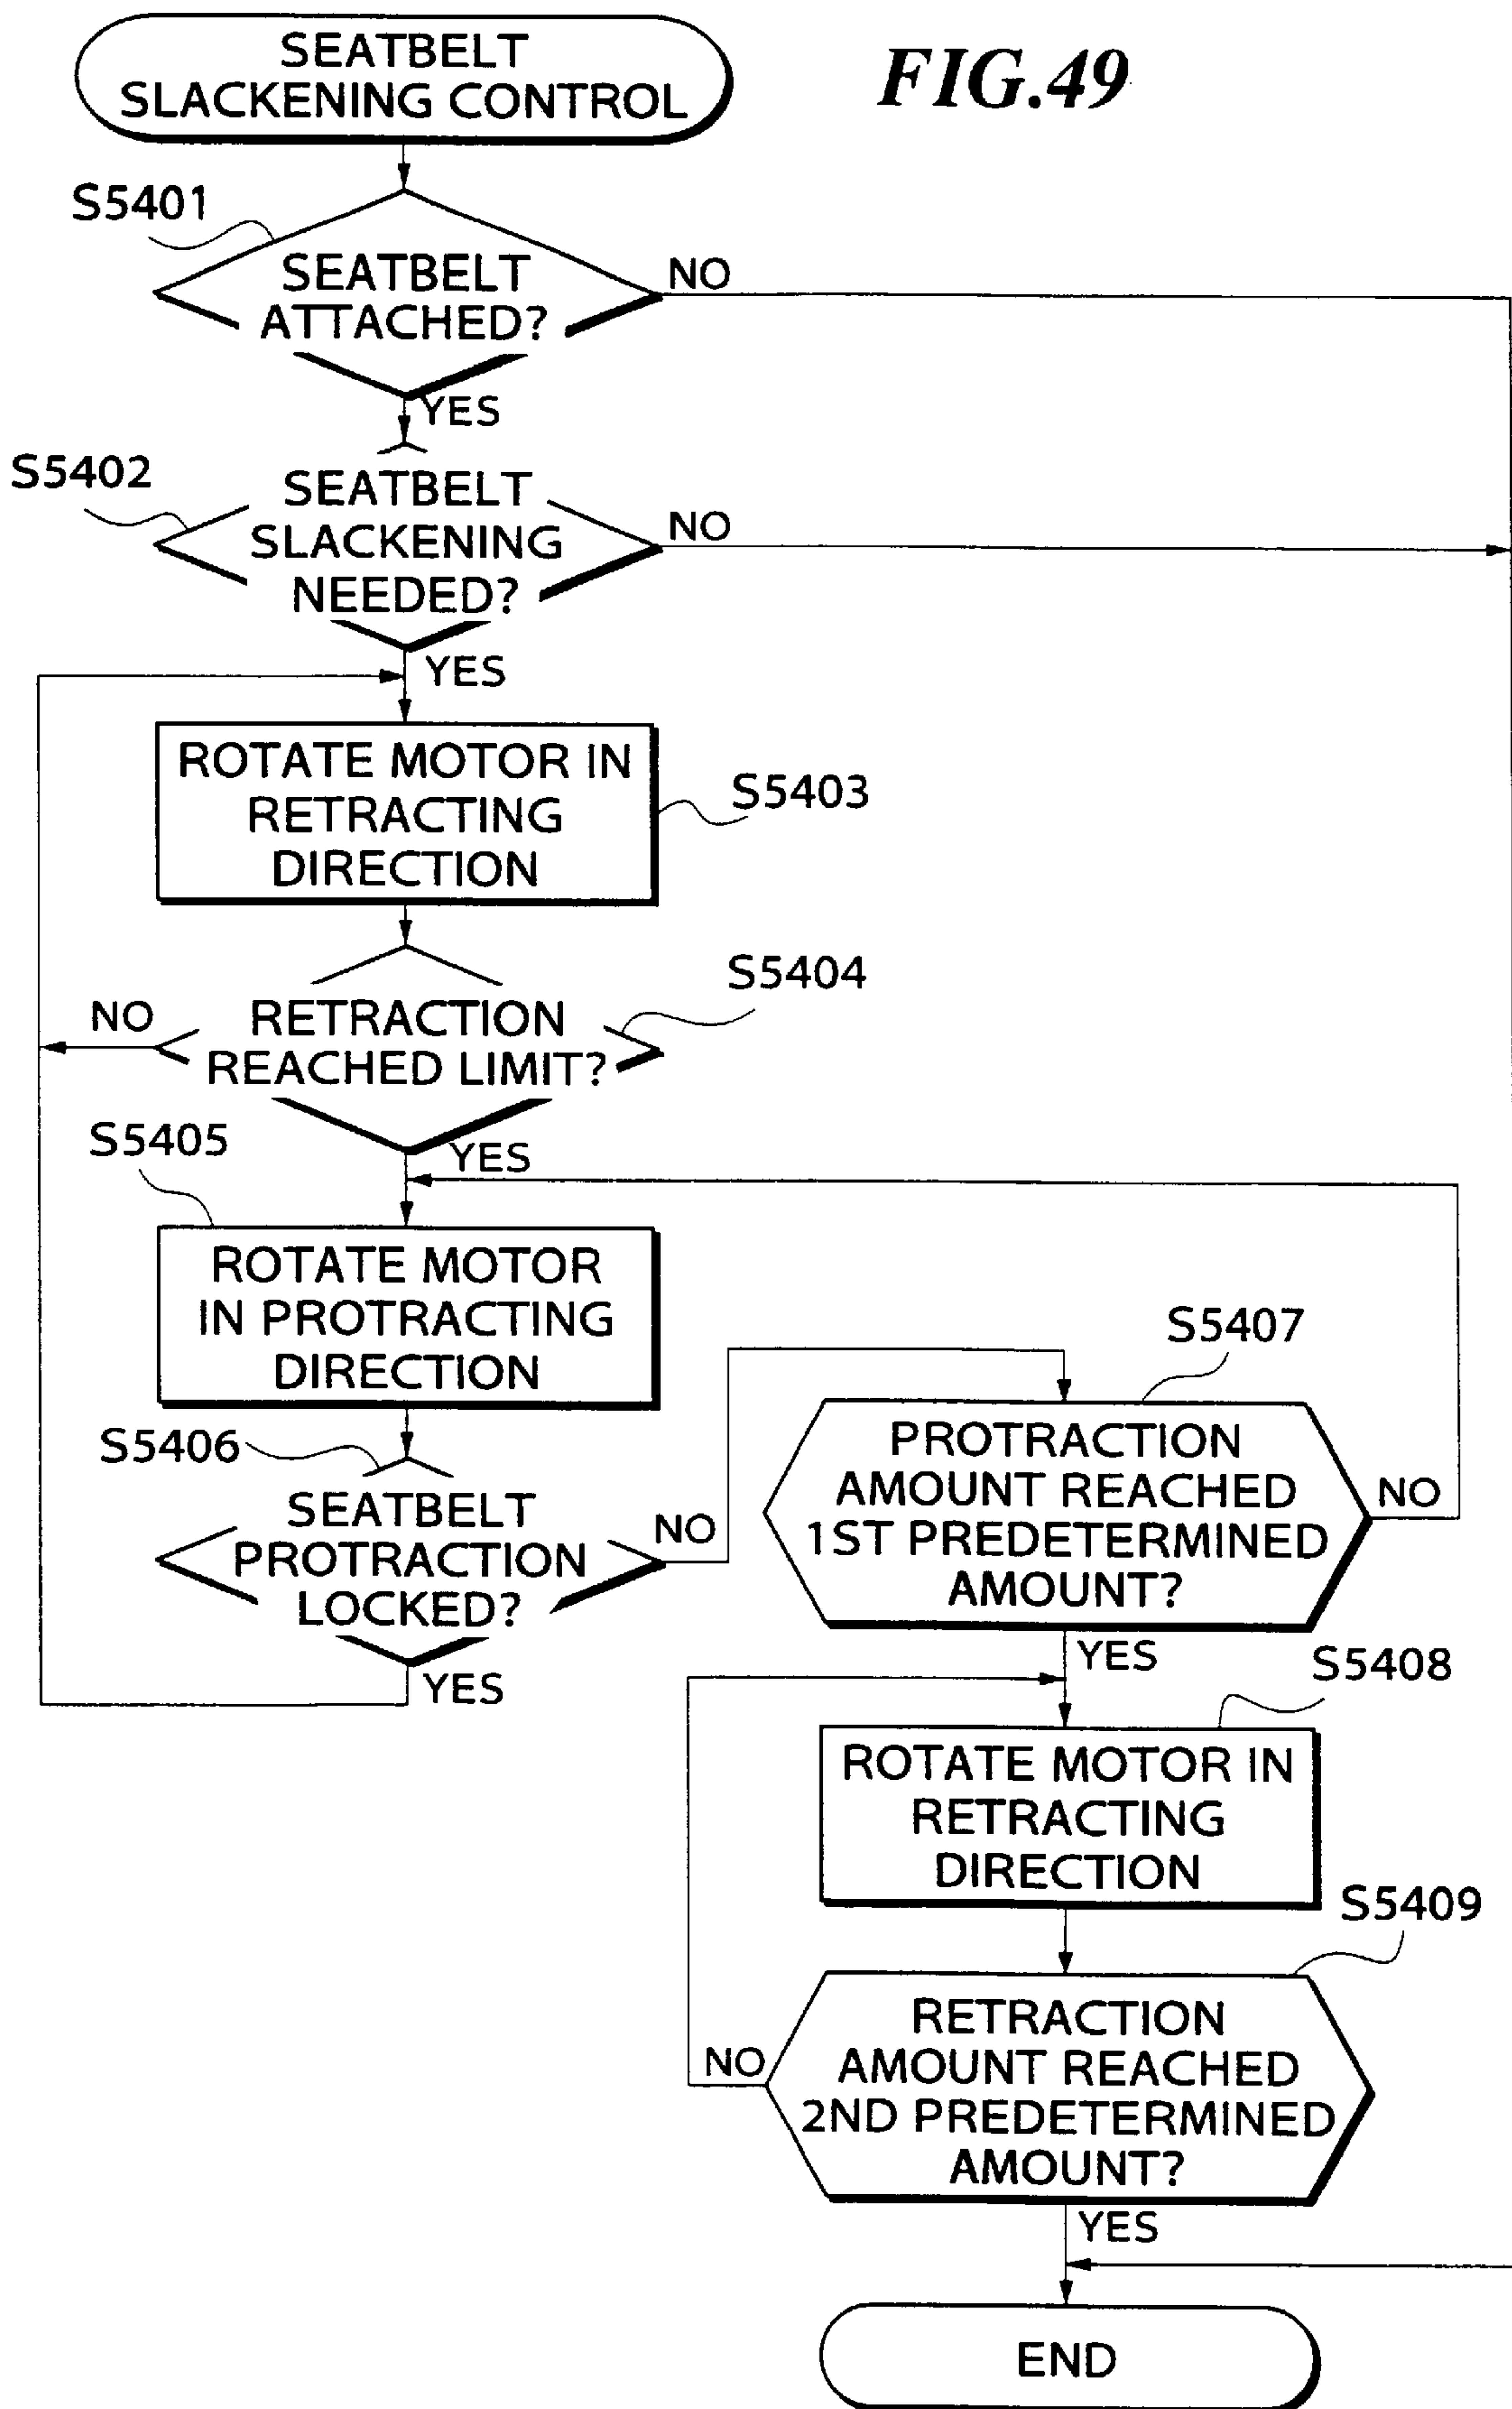 SEATBELT
SLACKENING CONTROL
FIG.49
S5401
SEATBELT
ATTACHED?
NO
YES
S5402
SEATBELT
SLACKENING
NEEDED?
NO
YES
ROTATE MOTOR IN
RETRACTING
DIRECTION
S5403
S5404
NO
RETRACTION
REACHED LIMIT?
YES
S5405
ROTATE MOTOR
IN PROTRACTING
DIRECTION
S5406
SEATBELT
PROTRACTION
LOCKED?
NO
YES
S5407
PROTRACTION
AMOUNT REACHED
1ST PREDETERMINED
AMOUNT?
NO
YES
S5408
ROTATE MOTOR IN
RETRACTING
DIRECTION
S5409
RETRACTION
AMOUNT REACHED
2ND PREDETERMINED
AMOUNT?
NO
YES
END